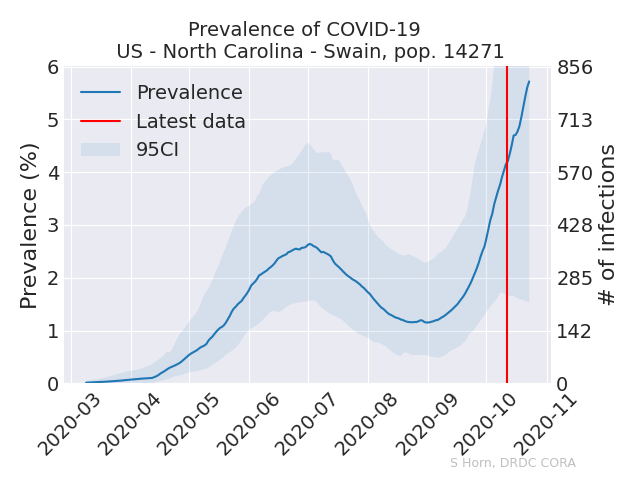 Prevalence of COVID-19
US - North Carolina - Swain, pop. 14271
Prevalence (%)
6
5
4
3
2
1
0
Prevalence
Latest data
95CI
856
713
570
428
285
142
0
# of infections
2020-03
2020-04
2020-05
2020-06
2020-07
2020-08
2020-09
2020-10
2020-11
S Horn, DRDC CORA